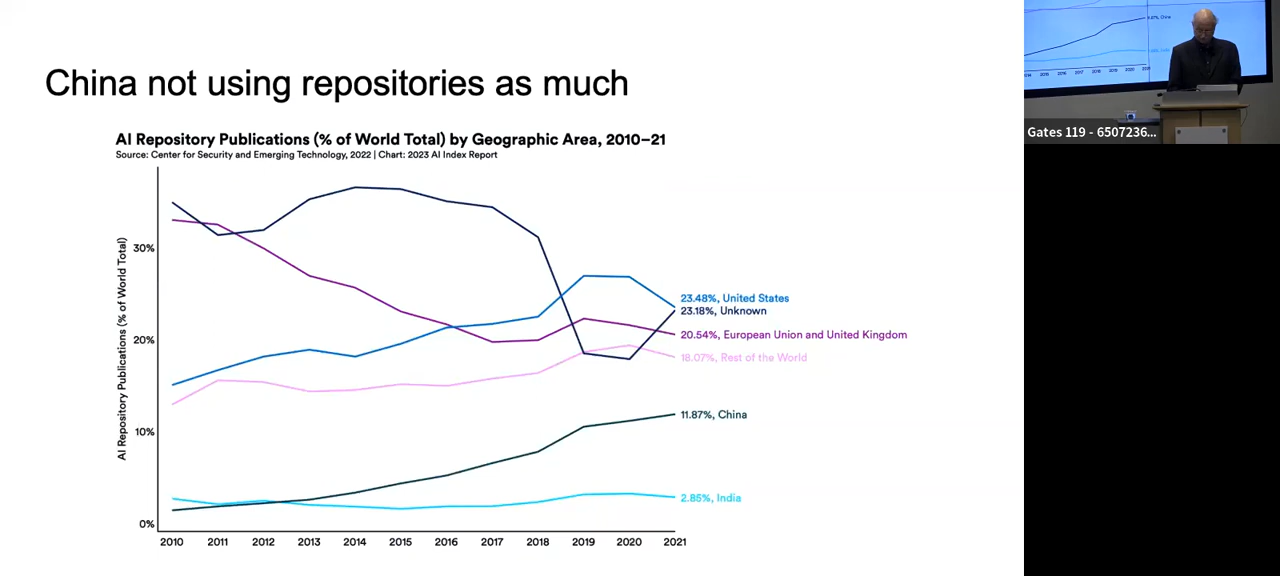 China not using repositories as much
AI Repository Publications (% of World Total) by Geographic Area, 2010–21
Source: Center for Security and Emerging Technology, 2022 | Chart: 2023 AI Index Report
AI Repository Publications (% of World Total)
30%
20%
10%
0%
23.48%, United States
23.18%, Unknown
20.54%, European Union and United Kingdom
18.07%, Rest of the World
11.87%, China
2.85%, India
2010 2011 2012 2013 2014 2015 2016 2017 2018 2019 2020 2021
Gates 119 - 6507236...